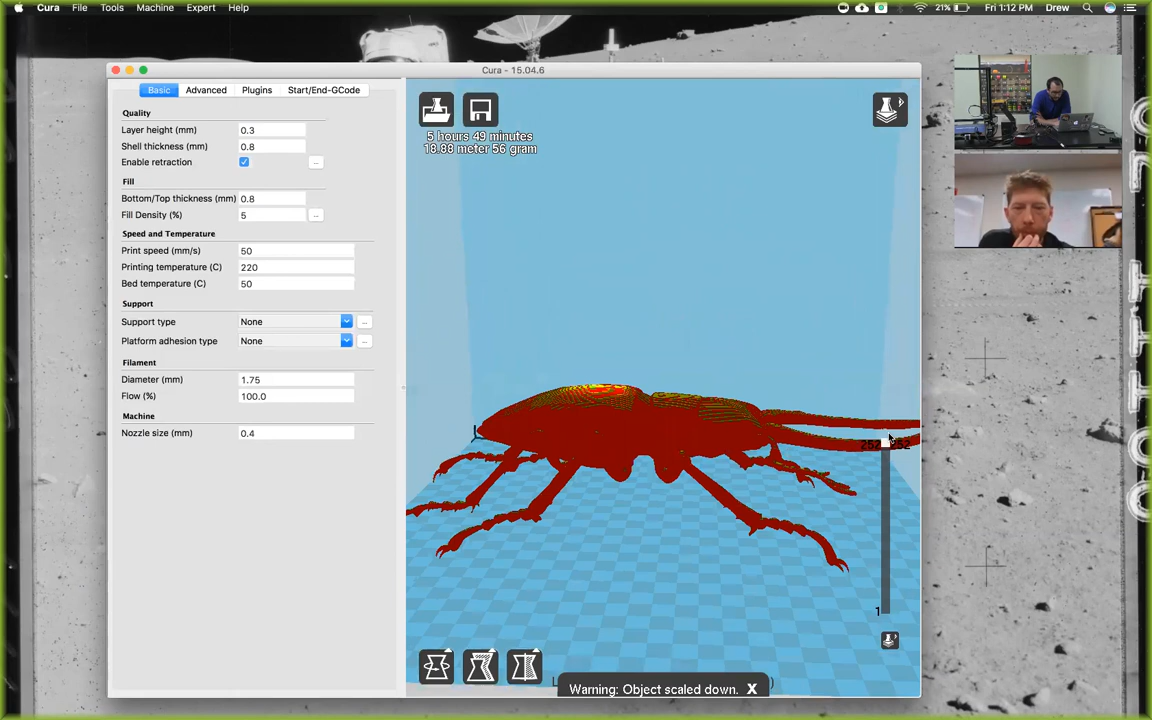 Cura File Tools Machine Expert Help 21% Fri 1:12 PM Drew
Cura - 15.04.6
Basic Advanced Plugins Start/End-GCode
Quality
Layer height (mm) 0.3
Shell thickness (mm) 0.8
Enable retraction ...
Fill
Bottom/Top thickness (mm) 0.8
Fill Density (%) 5 ...
Speed and Temperature
Print speed (mm/s) 50
Printing temperature (C) 220
Bed temperature (C) 50
Support
Support type None ...
Platform adhesion type None ...
Filament
Diameter (mm) 1.75
Flow (%) 100.0
Machine
Nozzle size (mm) 0.4
5 hours 49 minutes
18.88 meter 56 gram
252
1
Warning: Object scaled down. X